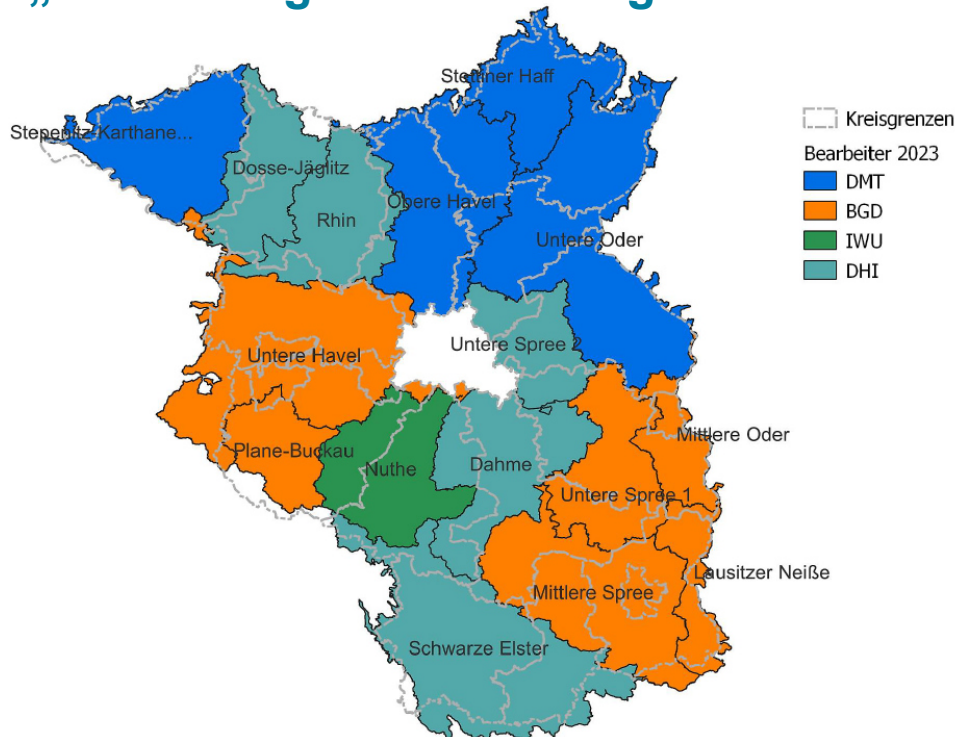 Stettiner Haff
Stepenitz-Karthane...
Dosse-Jäglitz
Obere Havel
Rhin
Untere Oder
Untere Spree 2
Untere Havel
Mittlere Oder
Plane-Buckau
Nuthe
Dahme
Untere Spree 1
Lausitzer Neiße
Mittlere Spree
Schwarze Elster
Kreisgrenzen
Bearbeiter 2023
DMT
BGD
IWU
DHI